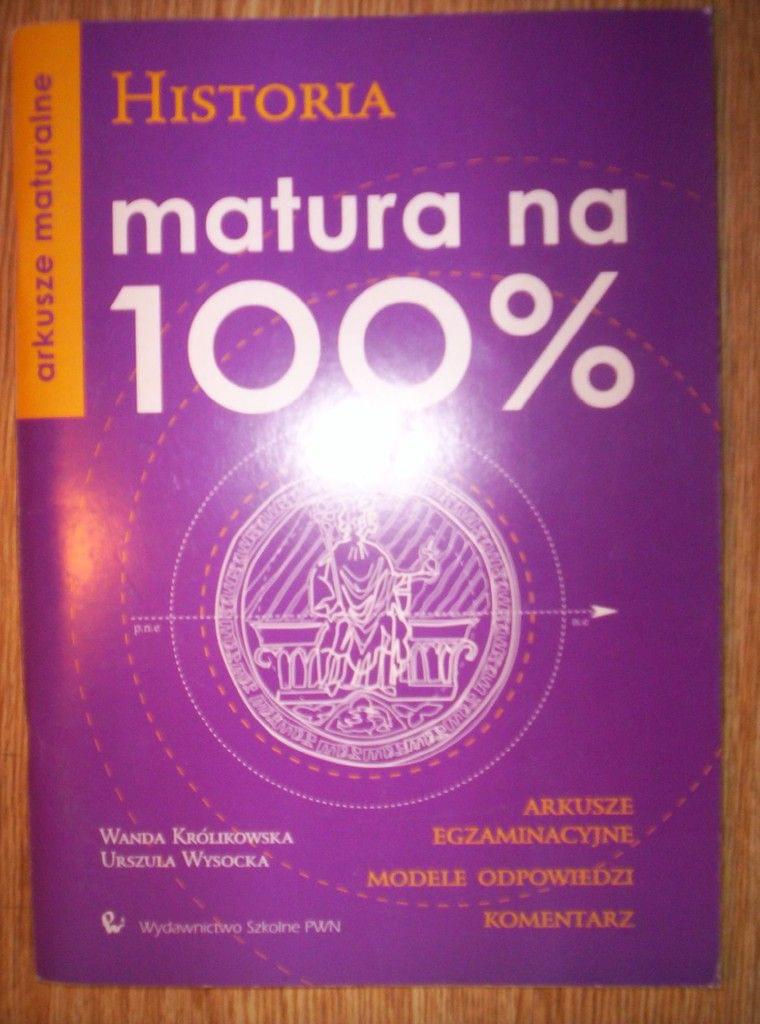 arkusze maturalne
HISTORIA
matura na
100%
p.n.e
n.e
WANDA KRÓLIKOWSKA
URSZULA WYSOCKA
Wydawnictwo Szkolne PWN
ARKUSZE
EGZAMINACYJNE
MODELE ODPOWIEDZI
KOMENTARZ